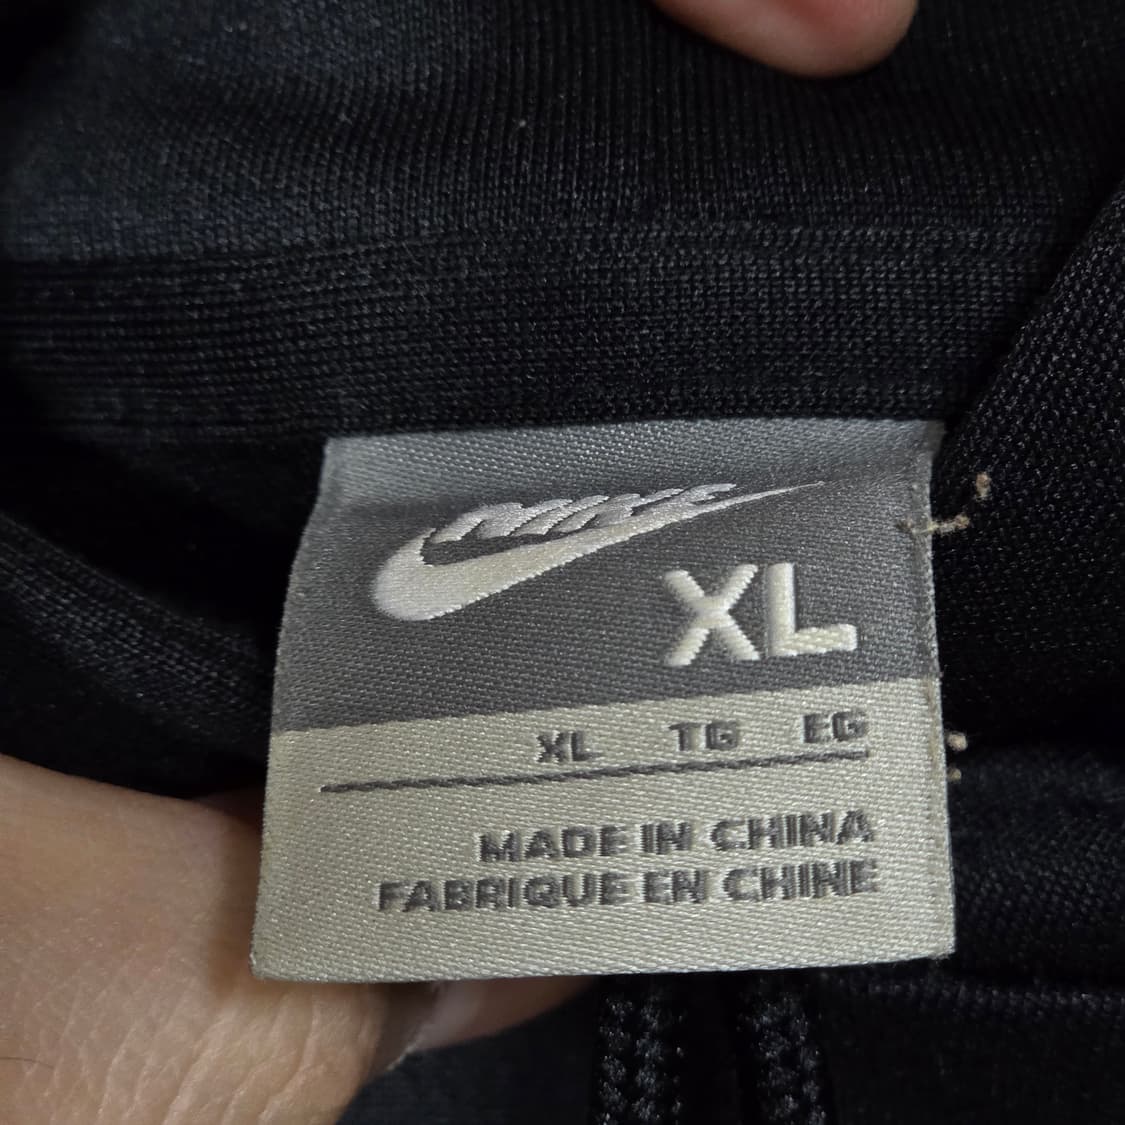 NIKE
XL
XL TG EG
MADE IN CHINA
FABRIQUE EN CHINE